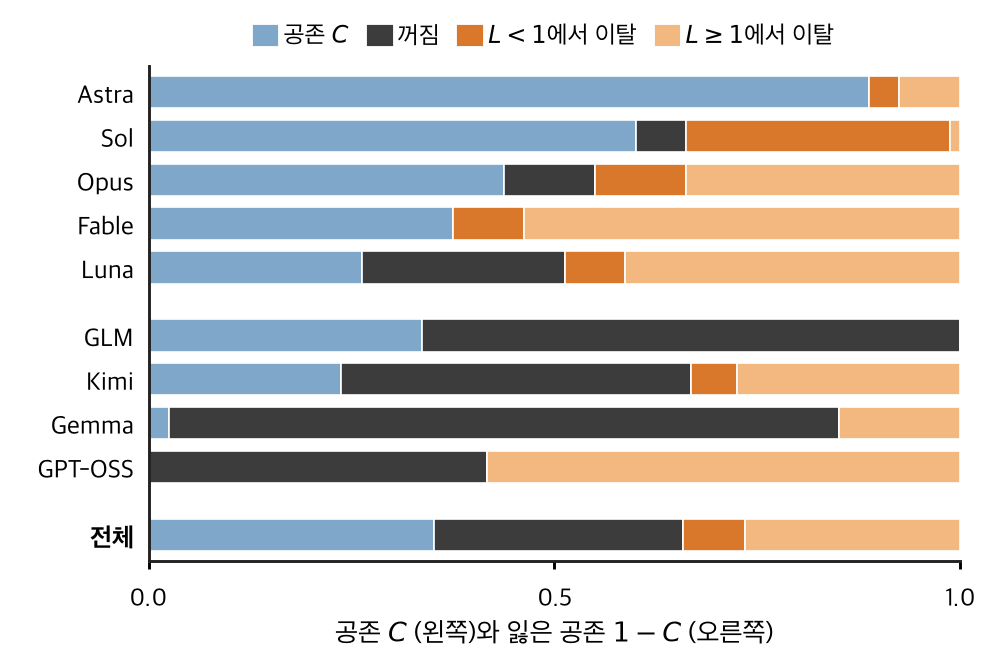 공존 C 꺼짐 L < 1에서 이탈 L ≥ 1에서 이탈
Astra
Sol
Opus
Fable
Luna
GLM
Kimi
Gemma
GPT-OSS
전체
0.0 0.5 1.0
공존 C (왼쪽)와 잃은 공존 1 − C (오른쪽)